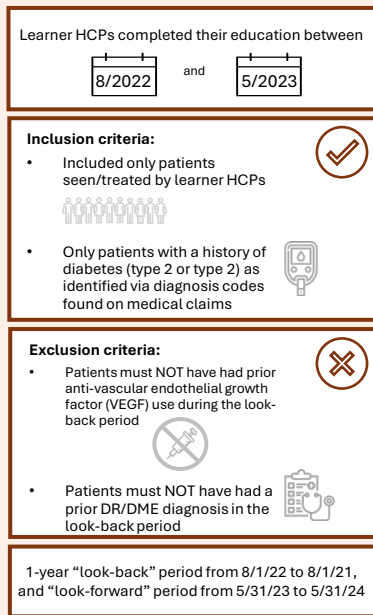 Learner HCPs completed their education between
8/2022 and 5/2023
Inclusion criteria:
• Included only patients
seen/treated by learner HCPs
• Only patients with a history of
diabetes (type 2 or type 2) as
identified via diagnosis codes
found on medical claims
Exclusion criteria:
• Patients must NOT have had prior
anti-vascular endothelial growth
factor (VEGF) use during the look-
back period
• Patients must NOT have had a
prior DR/DME diagnosis in the
look-back period
1-year “look-back” period from 8/1/22 to 8/1/21,
and “look-forward” period from 5/31/23 to 5/31/24